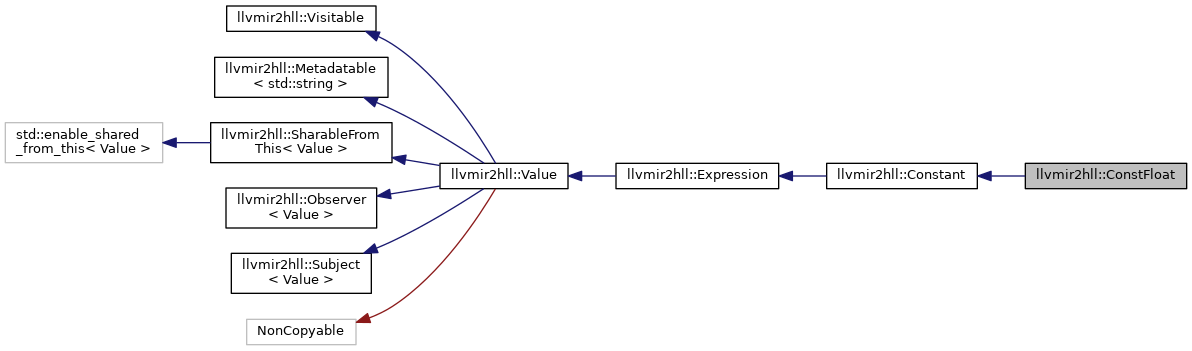 llvmir2hll::Visitable
llvmir2hll::Metadatable
< std::string >
std::enable_shared
_from_this< Value >
llvmir2hll::SharableFrom
This< Value >
llvmir2hll::Value
llvmir2hll::Expression
llvmir2hll::Constant
llvmir2hll::ConstFloat
llvmir2hll::Observer
< Value >
llvmir2hll::Subject
< Value >
NonCopyable